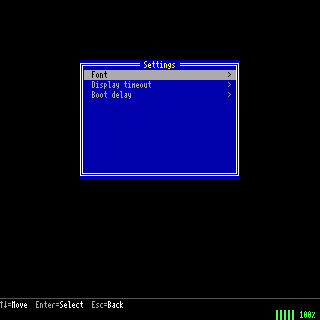 Settings
Font >
Display timeout >
Boot delay >
↑↓=Move Enter=Select Esc=Back
100%